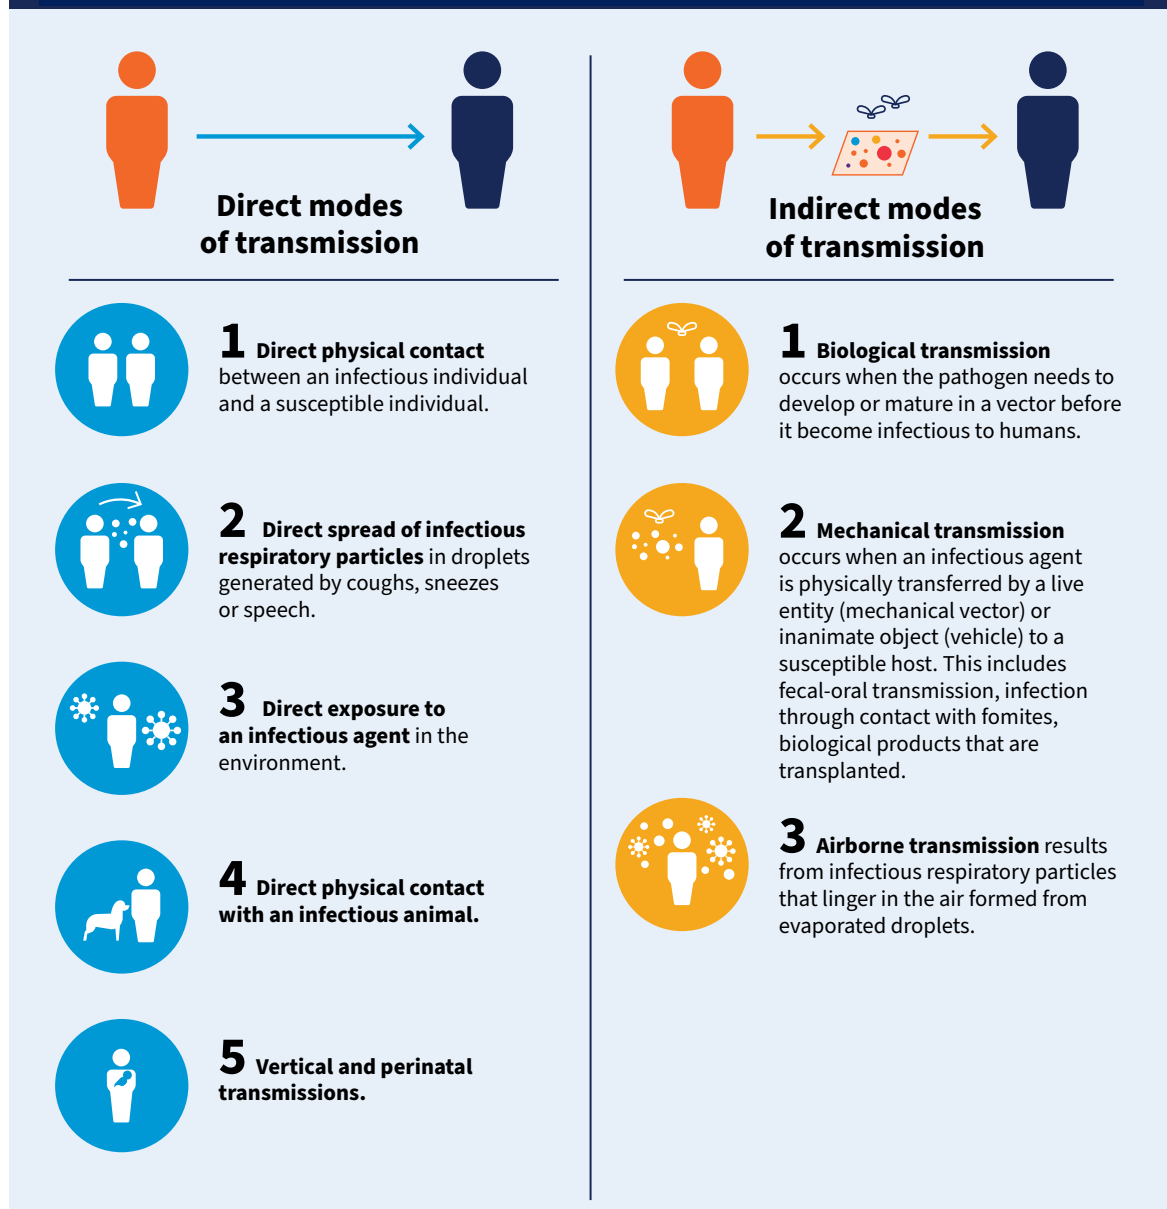 Direct modes
of transmission
1 Direct physical contact
between an infectious individual
and a susceptible individual.
2 Direct spread of infectious
respiratory particles in droplets
generated by coughs, sneezes
or speech.
3 Direct exposure to
an infectious agent in the
environment.
4 Direct physical contact
with an infectious animal.
5 Vertical and perinatal
transmissions.
Indirect modes
of transmission
1 Biological transmission
occurs when the pathogen needs to
develop or mature in a vector before
it become infectious to humans.
2 Mechanical transmission
occurs when an infectious agent
is physically transferred by a live
entity (mechanical vector) or
inanimate object (vehicle) to a
susceptible host. This includes
fecal-oral transmission, infection
through contact with fomites,
biological products that are
transplanted.
3 Airborne transmission results
from infectious respiratory particles
that linger in the air formed from
evaporated droplets.